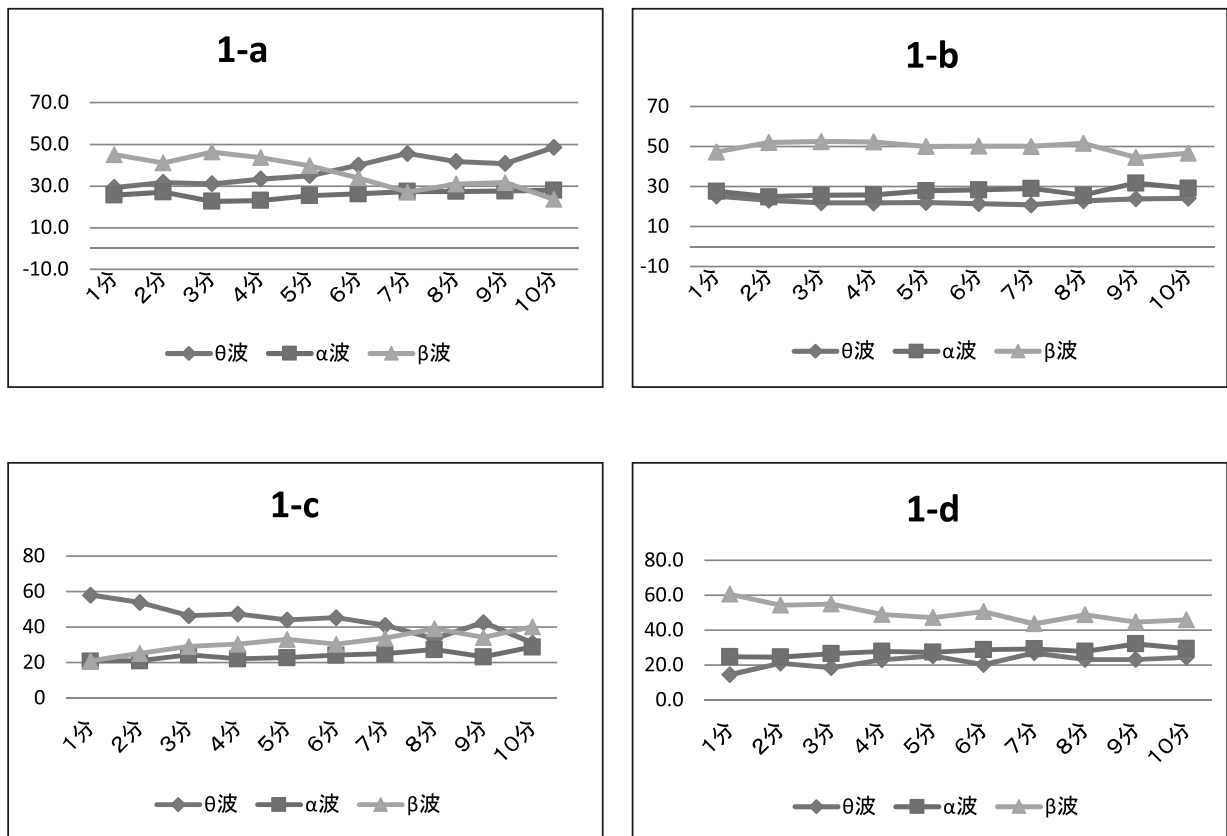 1-a
70.0
50.0
30.0
10.0
-10.0
1分 2分 3分 4分 5分 6分 7分 8分 9分 10分
θ波 α波 β波
1-b
70
50
30
10
-10
1分 2分 3分 4分 5分 6分 7分 8分 9分 10分
θ波 α波 β波
1-c
80
60
40
20
0
1分 2分 3分 4分 5分 6分 7分 8分 9分 10分
θ波 α波 β波
1-d
80.0
60.0
40.0
20.0
0.0
1分 2分 3分 4分 5分 6分 7分 8分 9分 10分
θ波 α波 β波